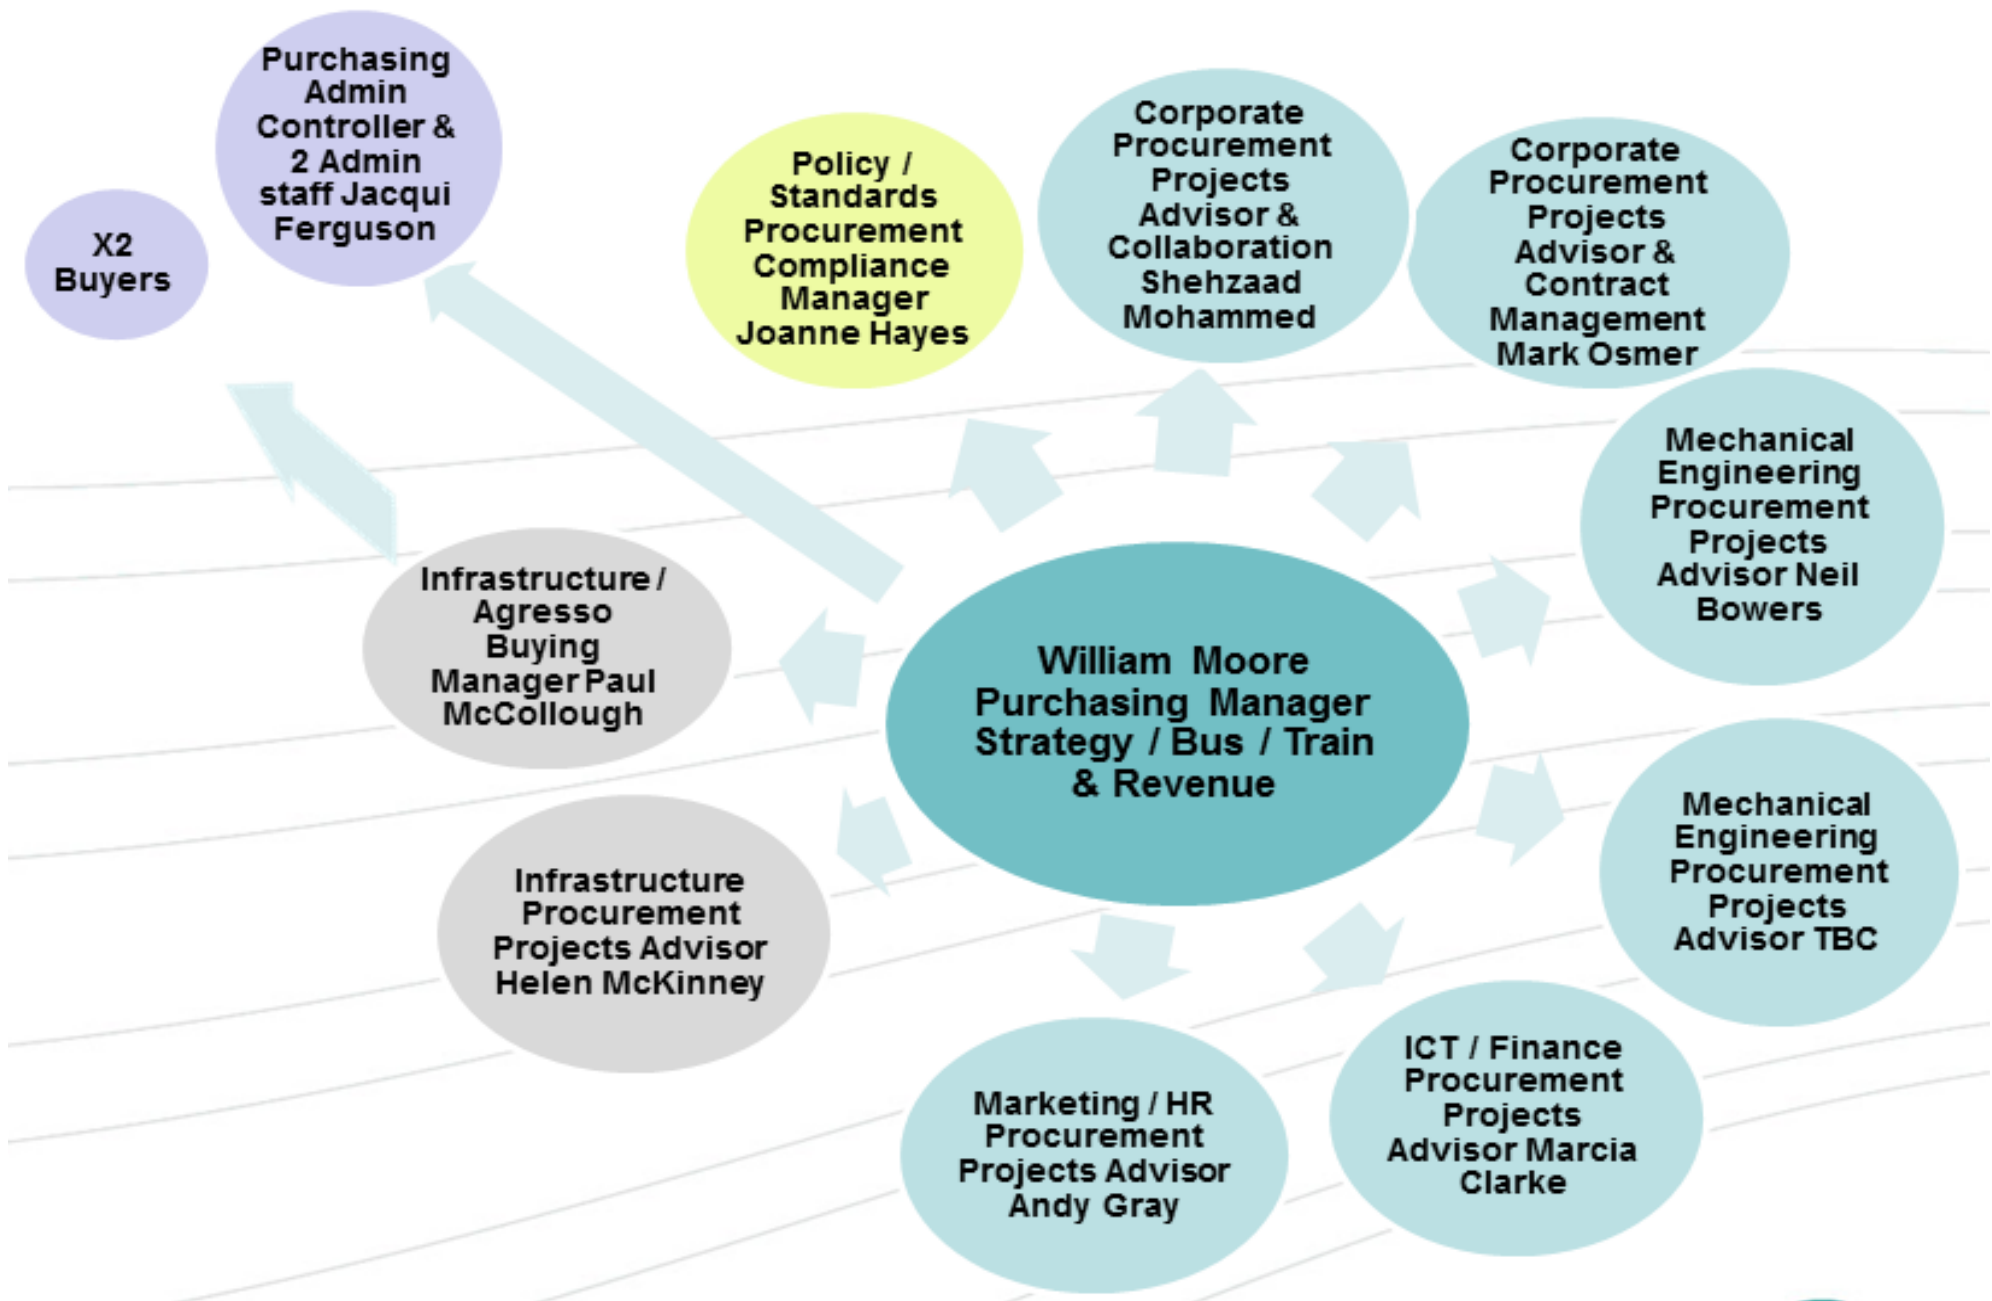 Purchasing
Admin
Controller &
2 Admin
staff Jacqui
Ferguson
X2
Buyers
Policy /
Standards
Procurement
Compliance
Manager
Joanne Hayes
Corporate
Procurement
Projects
Advisor &
Collaboration
Shehzaad
Mohammed
Corporate
Procurement
Projects
Advisor &
Contract
Management
Mark Osmer
Mechanical
Engineering
Procurement
Projects
Advisor Neil
Bowers
Infrastructure /
Agresso
Buying
Manager Paul
McCollough
William Moore
Purchasing Manager
Strategy / Bus / Train
& Revenue
Mechanical
Engineering
Procurement
Projects
Advisor TBC
Infrastructure
Procurement
Projects Advisor
Helen McKinney
Marketing / HR
Procurement
Projects Advisor
Andy Gray
ICT / Finance
Procurement
Projects
Advisor Marcia
Clarke